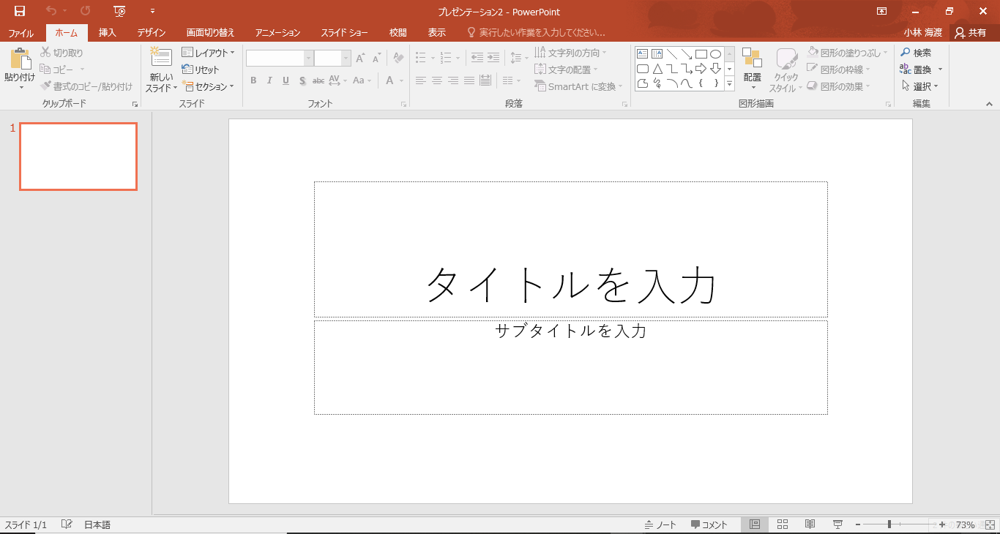 プレゼンテーション2 - PowerPoint
ファイル ホーム 挿入 デザイン 画面切り替え アニメーション スライド ショー 校閲 表示 実行したい作業を入力してください... 小林 海渡 共有
貼り付け
切り取り
コピー
書式のコピー/貼り付け
クリップボード
新しい
スライド
レイアウト
リセット
セクション
スライド
B I U S abc AV Aa A
フォント
文字列の方向
文字の配置
SmartArt に変換
段落
配置
クイック
スタイル
図形の塗りつぶし
図形の枠線
図形の効果
図形描画
検索
置換
選択
編集
1
タイトルを入力
サブタイトルを入力
スライド 1/1 日本語 ノート コメント 73%